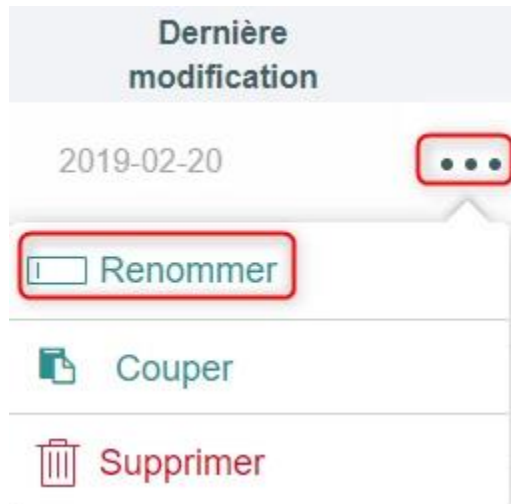 Dernière
modification
2019-02-20
Renommer
Couper
Supprimer